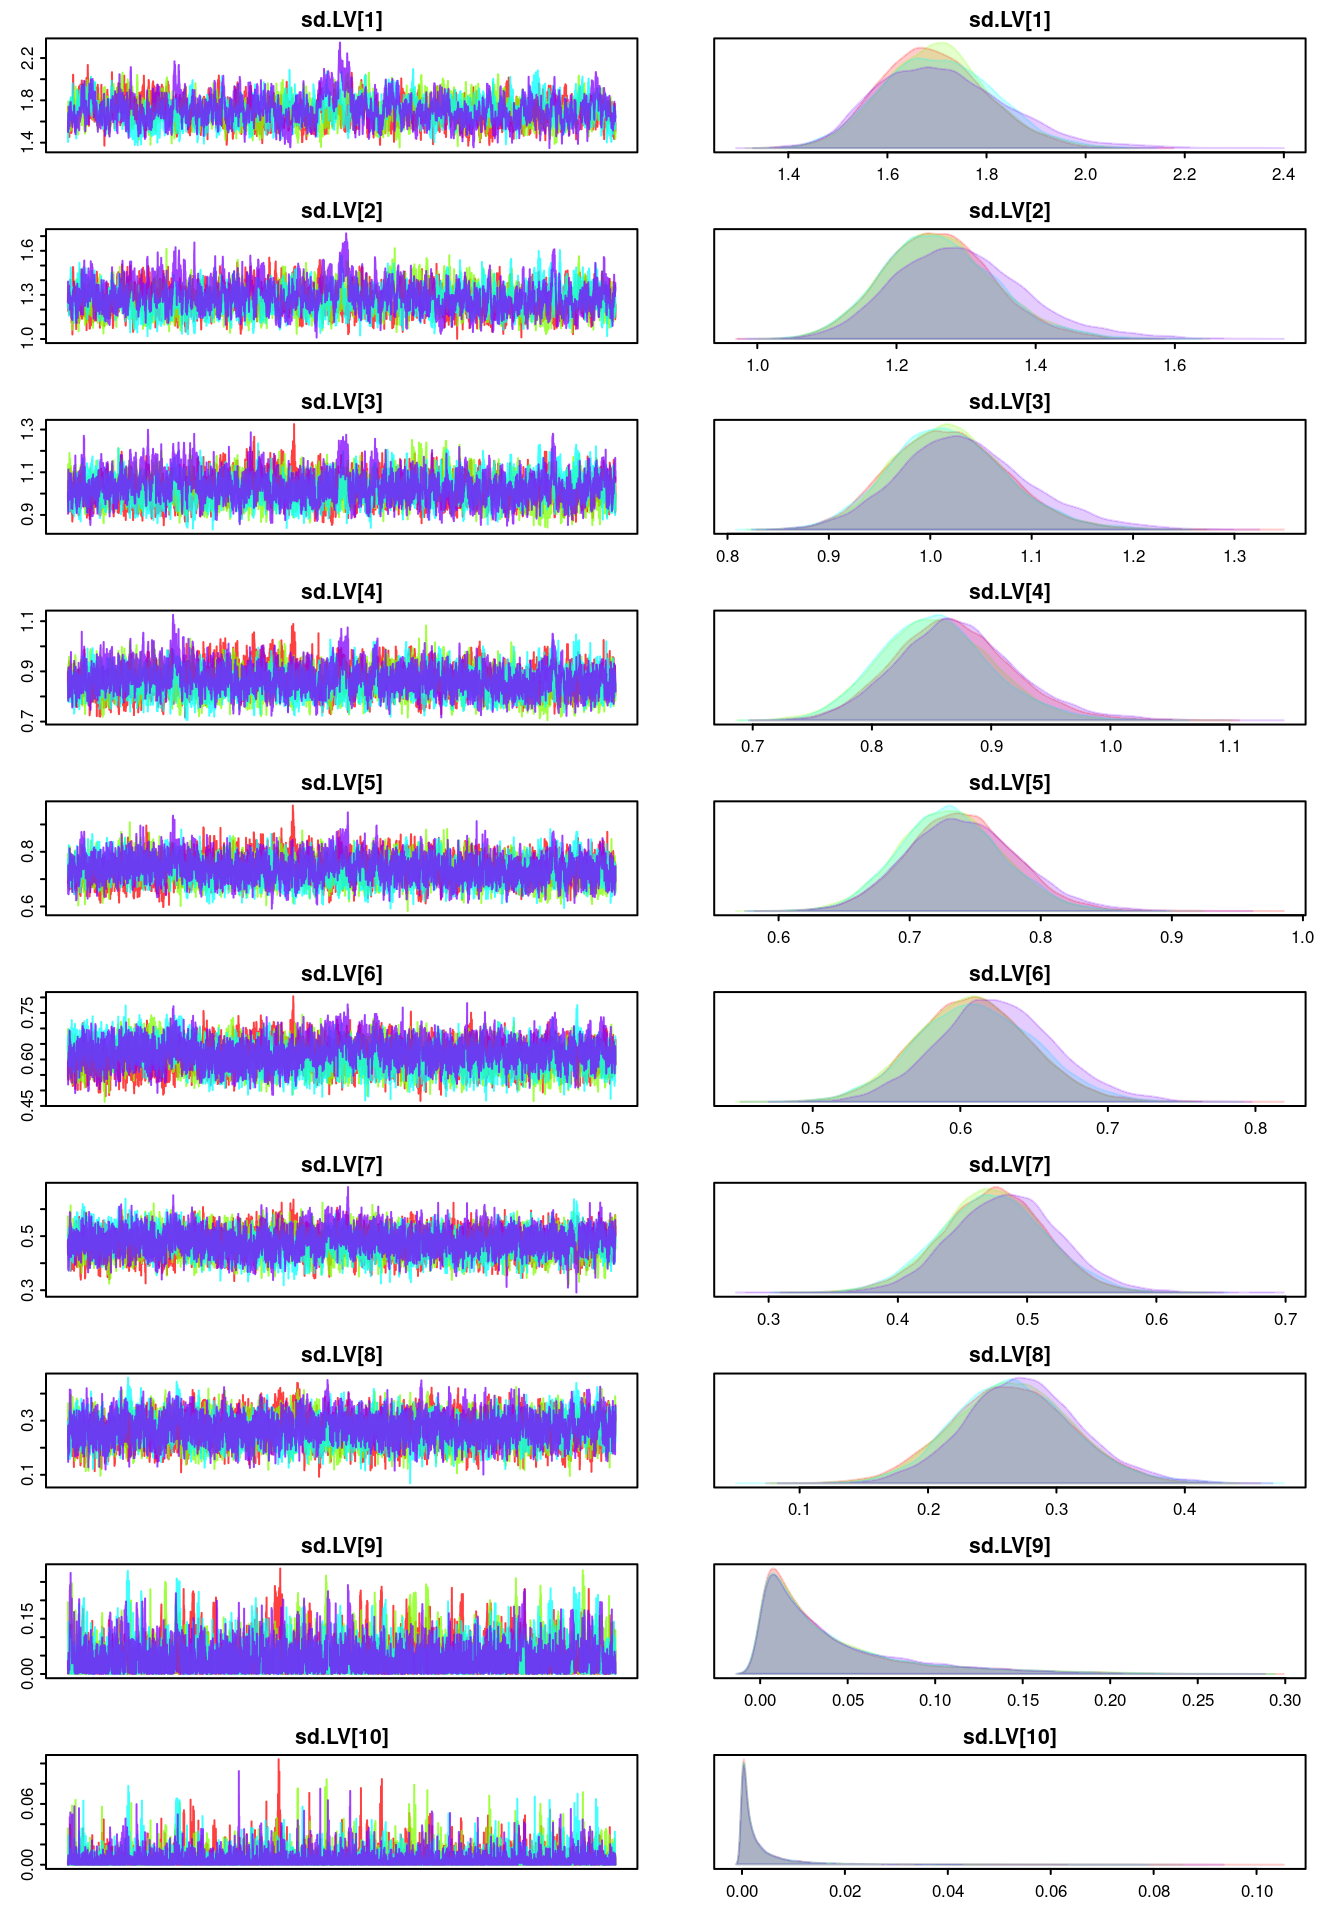 sd.LV[1] sd.LV[1]
1.4 1.8 2.2
1.4 1.6 1.8 2.0 2.2 2.4
sd.LV[2] sd.LV[2]
1.0 1.3 1.6
1.0 1.2 1.4 1.6
sd.LV[3] sd.LV[3]
0.9 1.1 1.3
0.8 0.9 1.0 1.1 1.2 1.3
sd.LV[4] sd.LV[4]
0.7 0.9 1.1
0.7 0.8 0.9 1.0 1.1
sd.LV[5] sd.LV[5]
0.6 0.8
0.6 0.7 0.8 0.9 1.0
sd.LV[6] sd.LV[6]
0.45 0.60 0.75
0.5 0.6 0.7 0.8
sd.LV[7] sd.LV[7]
0.3 0.5
0.3 0.4 0.5 0.6 0.7
sd.LV[8] sd.LV[8]
0.1 0.3
0.1 0.2 0.3 0.4
sd.LV[9] sd.LV[9]
0.00 0.15
0.00 0.05 0.10 0.15 0.20 0.25 0.30
sd.LV[10] sd.LV[10]
0.00 0.06
0.00 0.02 0.04 0.06 0.08 0.10